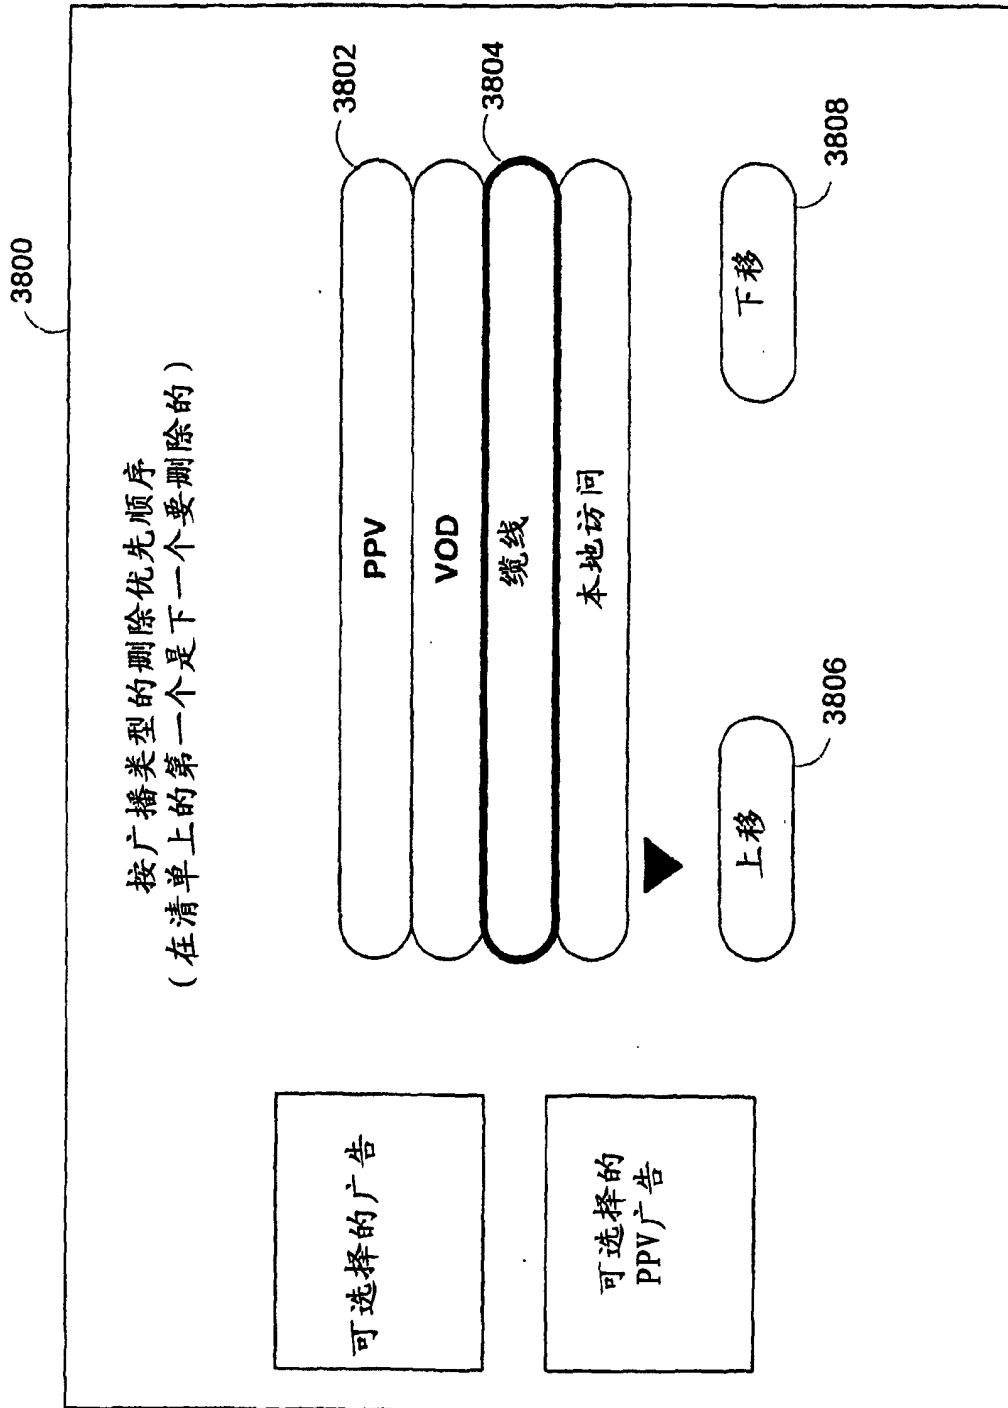 3800
按广播类型的删除优先顺序
(在清单上的第一个是下一个要删除的)
可选择的广告
可选择的
PPV广告
PPV
3802
VOD
缆线
3804
本地访问
上移
3806
下移
3808